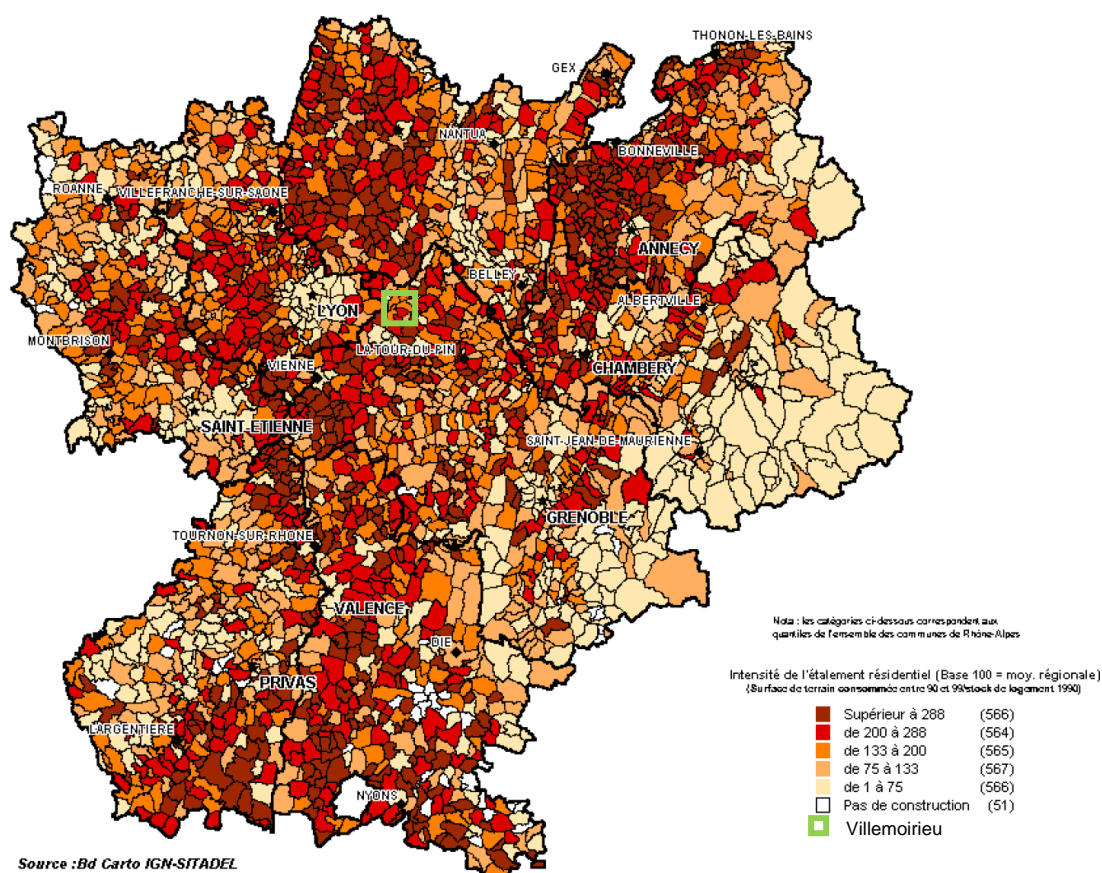 THONON-LES-BAINS
GEX
NANTUA
BONNEVILLE
ROANNE
VILLEFRANCHE-SUR-SAONE
ANNECY
BELLEY
ALBERTVILLE
LYON
MONTBRISON
LA-TOUR-DU-PIN
VIENNE
CHAMBERY
SAINT-ETIENNE
SAINT-JEAN-DE-MAURIENNE
GRENOBLE
TOURNON-SUR-RHONE
VALENCE
DIE
PRIVAS
LARGENTIERE
NYONS
Nota : les catégories ci-dessous correspondent aux
quantiles de l'ensemble des communes de Rhône-Alpes
Intensité de l'étalement résidentiel (Base 100 = moy. régionale)
(Surface de terrain consommée entre 90 et 99/stock de logement 1990)
Supérieur à 288 (566)
de 200 à 288 (564)
de 133 à 200 (565)
de 75 à 133 (567)
de 1 à 75 (566)
Pas de construction (51)
Villemoirieu
Source :Bd Carto IGN-SITADEL